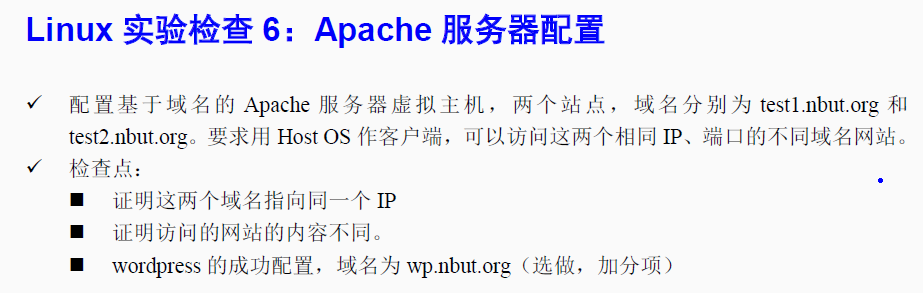 Linux 实验检查 6：Apache 服务器配置
✓ 配置基于域名的 Apache 服务器虚拟主机，两个站点，域名分别为 test1.nbut.org 和
test2.nbut.org。要求用 Host OS 作客户端，可以访问这两个相同 IP、端口的不同域名网站。
✓ 检查点：
■ 证明这两个域名指向同一个 IP
■ 证明访问的网站的内容不同。
■ wordpress 的成功配置，域名为 wp.nbut.org（选做，加分项）